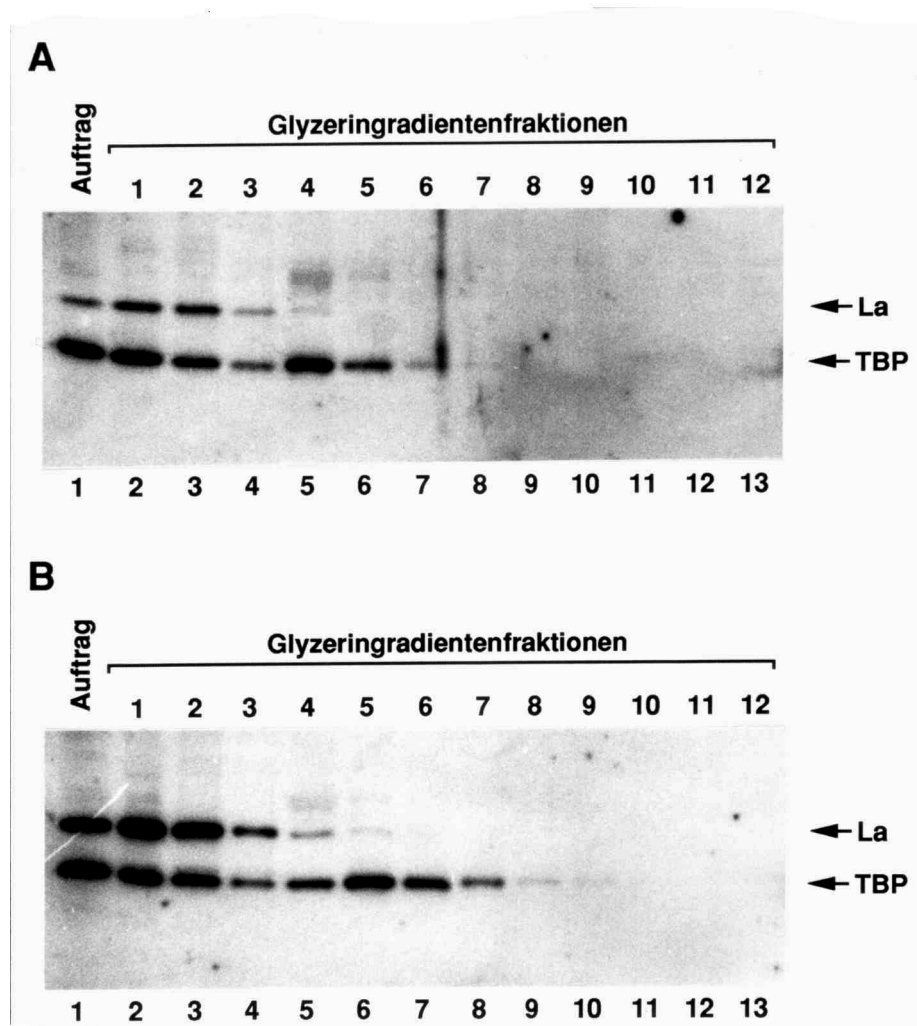 A
Auftrag
Glyzeringradientenfraktionen
1 2 3 4 5 6 7 8 9 10 11 12
La
TBP
1 2 3 4 5 6 7 8 9 10 11 12 13
B
Auftrag
Glyzeringradientenfraktionen
1 2 3 4 5 6 7 8 9 10 11 12
La
TBP
1 2 3 4 5 6 7 8 9 10 11 12 13